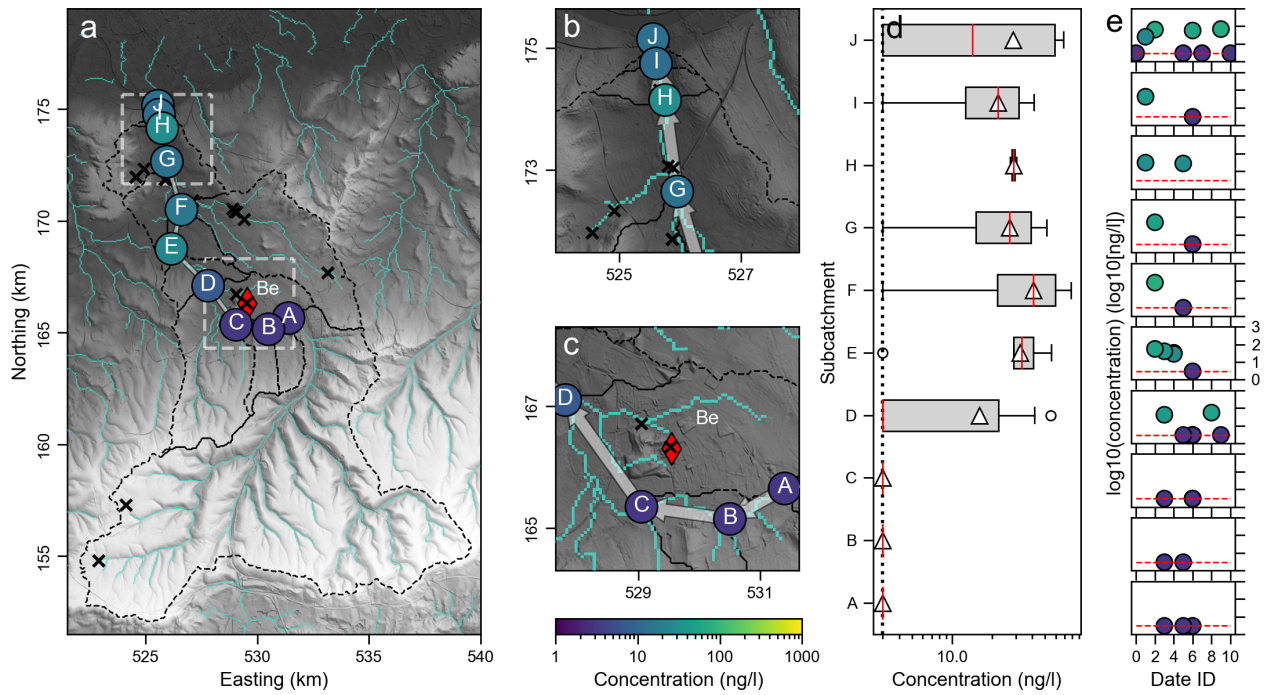 a
J
H
G
F
E
D
Be
C
B
A
175
170
165
160
155
Northing (km)
525
530
535
540
Easting (km)
b
J
I
H
G
175
173
525
527
c
D
Be
A
C
B
167
165
529
531
1
10
100
1000
Concentration (ng/l)
d
J
I
H
G
F
E
D
C
B
A
Subcatchment
10.0
Concentration (ng/l)
e
log10(concentration) (log10[ng/l])
3
2
1
0
0 2 4 6 8 10
Date ID